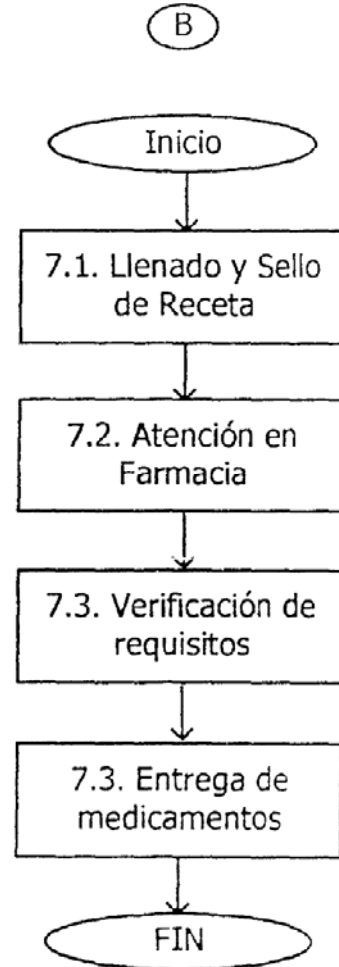 B
Inicio
7.1. Llenado y Sello
de Receta
7.2. Atención en
Farmacia
7.3. Verificación de
requisitos
7.3. Entrega de
medicamentos
FIN